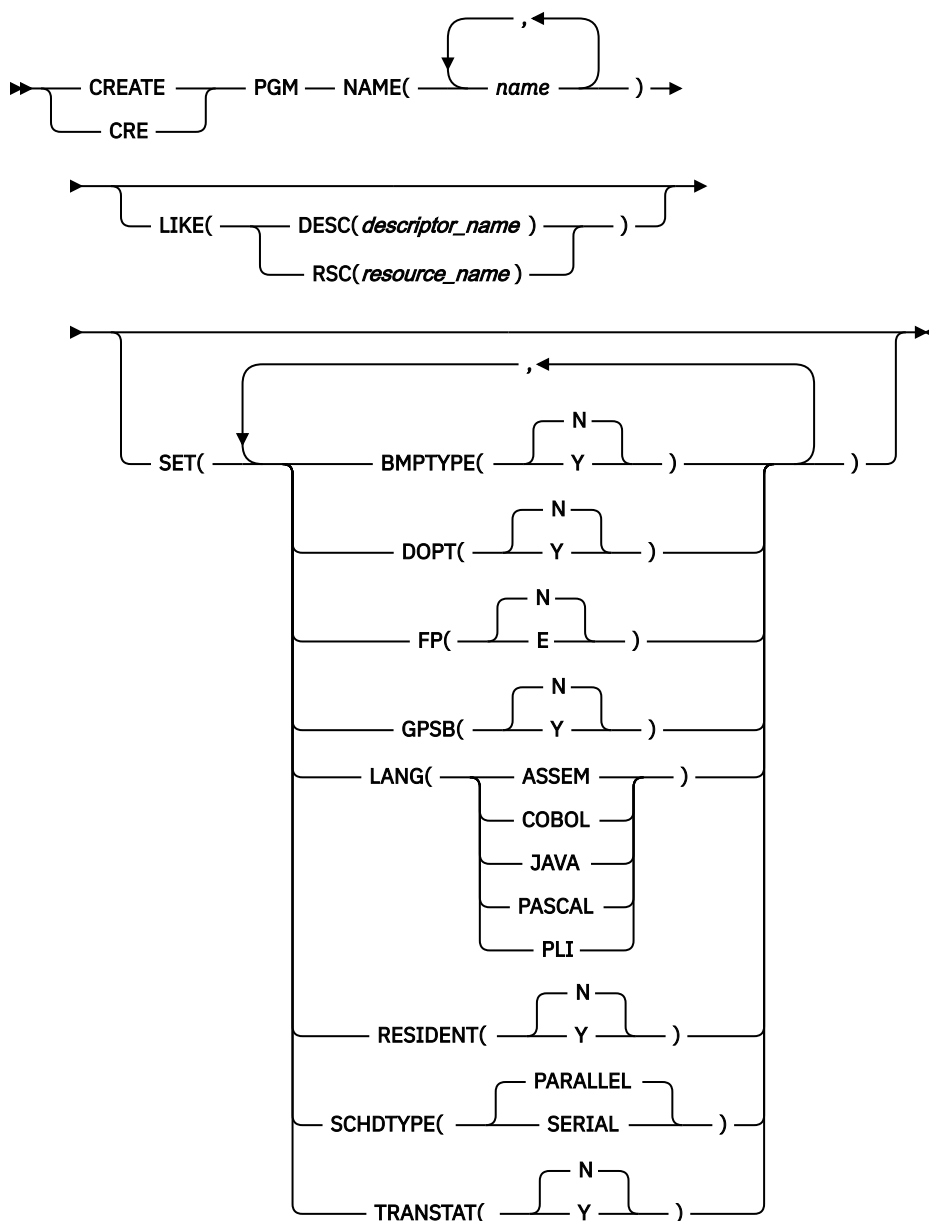 ,
CREATE PGM NAME( name )
CRE
LIKE( DESC(descriptor_name) )
RSC(resource_name)
,
N
SET( BMPTYPE( Y ) )
N
DOPT( Y )
N
FP( E )
N
GPSB( Y )
LANG( ASSEM )
COBOL
JAVA
PASCAL
PLI
N
RESIDENT( Y )
PARALLEL
SCHDTYPE( SERIAL )
N
TRANSTAT( Y )